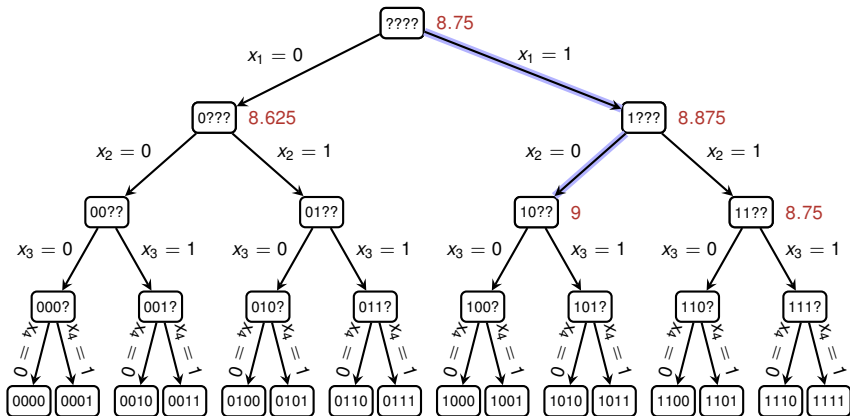 ???? 8.75
x₁ = 0 x₁ = 1
0??? 8.625 1??? 8.875
x₂ = 0 x₂ = 1 x₂ = 0 x₂ = 1
00?? 01?? 10?? 9 11?? 8.75
x₃ = 0 x₃ = 1 x₃ = 0 x₃ = 1 x₃ = 0 x₃ = 1 x₃ = 0 x₃ = 1
000? 001? 010? 011? 100? 101? 110? 111?
x₄ = 0 x₄ = 1 x₄ = 0 x₄ = 1 x₄ = 0 x₄ = 1 x₄ = 0 x₄ = 1 x₄ = 0 x₄ = 1 x₄ = 0 x₄ = 1 x₄ = 0 x₄ = 1 x₄ = 0 x₄ = 1
0000 0001 0010 0011 0100 0101 0110 0111 1000 1001 1010 1011 1100 1101 1110 1111